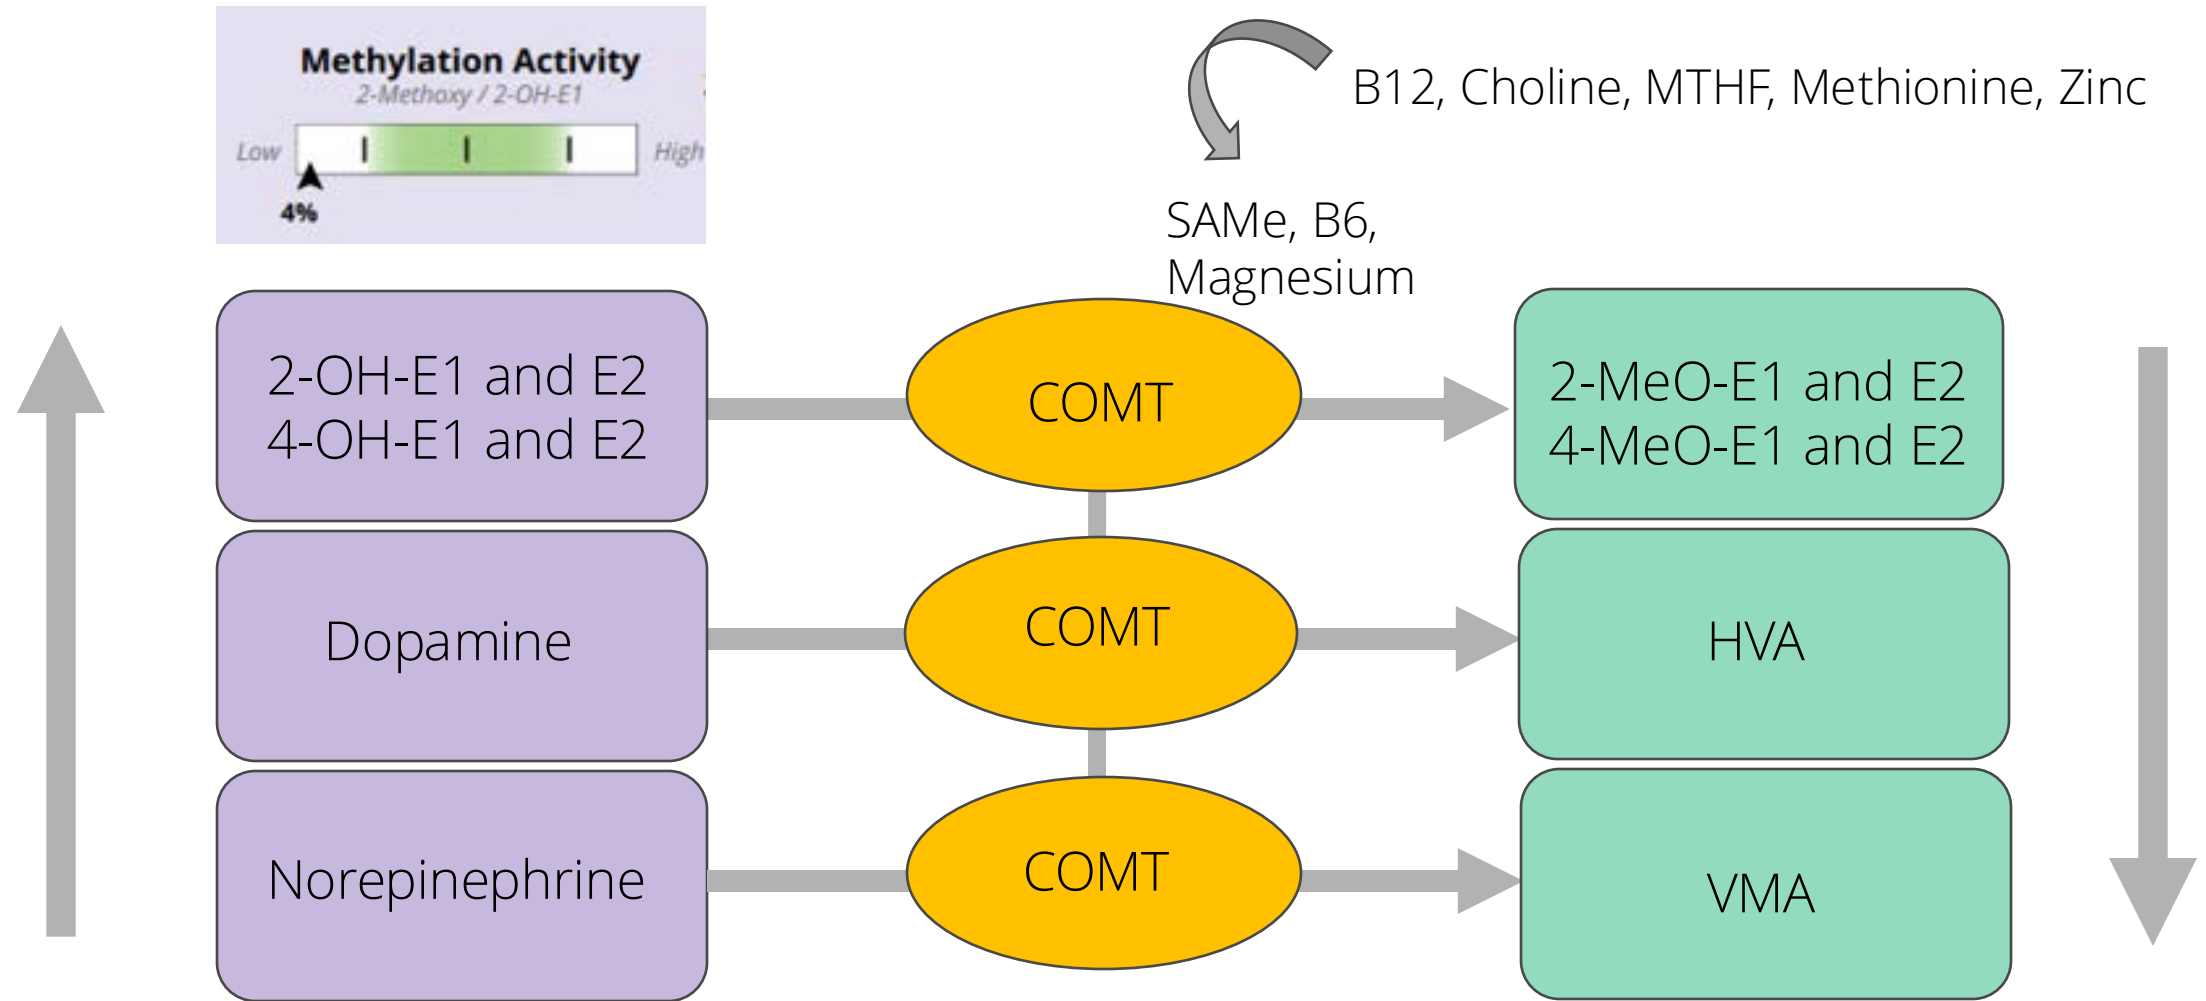 Methylation Activity
2-Methoxy / 2-OH-E1
Low
High
4%
B12, Choline, MTHF, Methionine, Zinc
SAMe, B6,
Magnesium
2-OH-E1 and E2
4-OH-E1 and E2
COMT
2-MeO-E1 and E2
4-MeO-E1 and E2
Dopamine
COMT
HVA
Norepinephrine
COMT
VMA